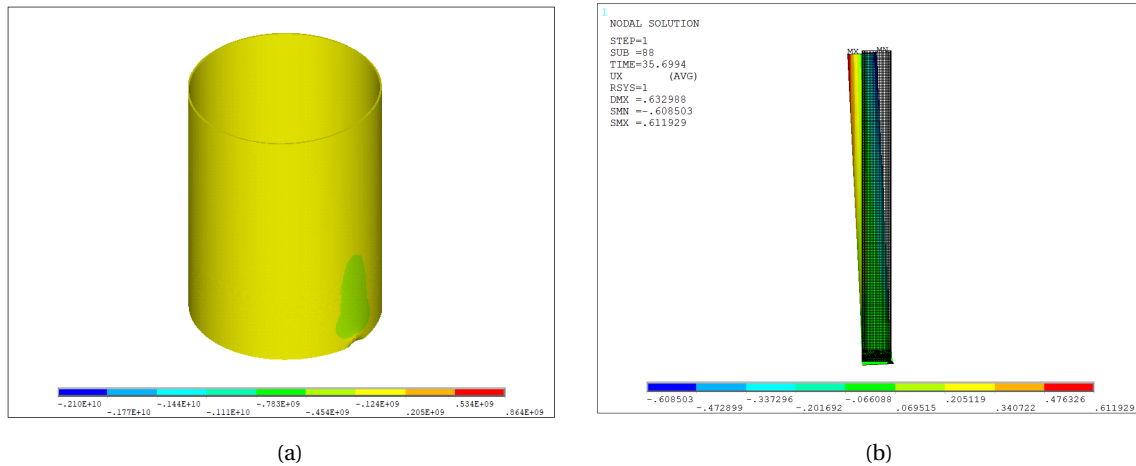 1
NODAL SOLUTION
STEP=1
SUB =88
TIME=35.6994
UX (AVG)
RSYS=1
DMX =.632988
SMN =-.608503
SMX =.611929
MX MN
-.210E+10 -.177E+10 -.144E+10 -.111E+10 -.783E+09 -.454E+09 -.124E+09 .205E+09 .534E+09 .864E+09
-.608503 -.472899 -.337296 -.201692 -.066088 .069515 .205119 .340722 .476326 .611929
(a)
(b)